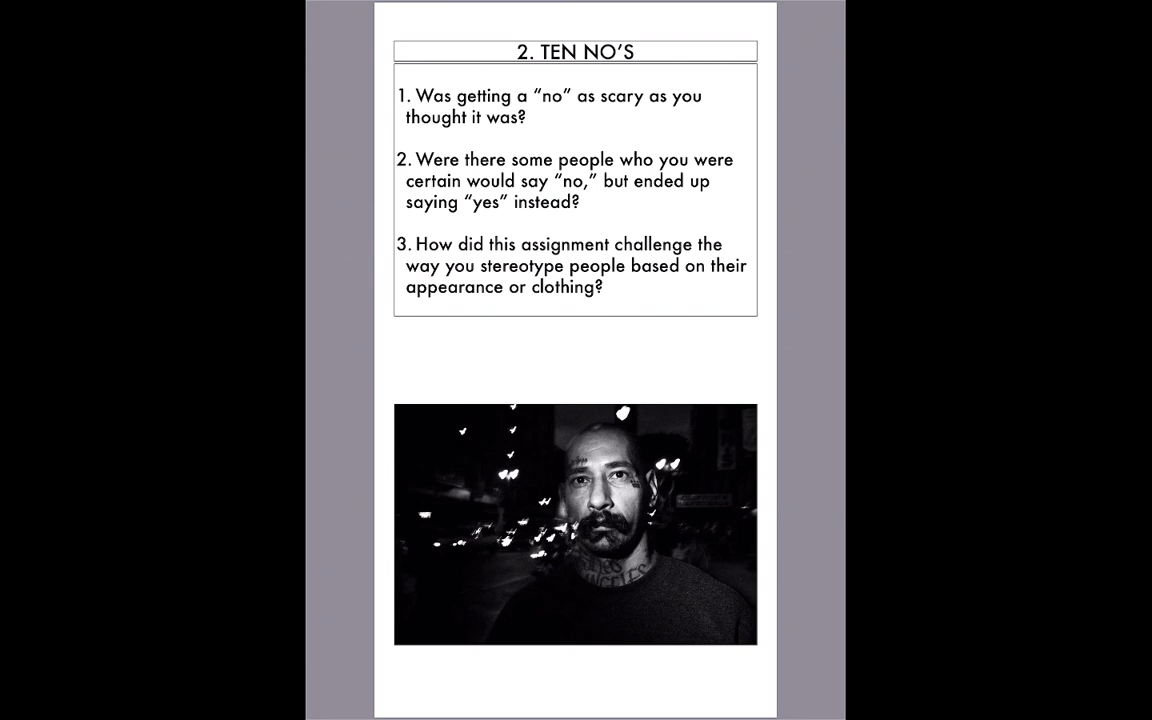 2. TEN NO’S
1. Was getting a “no” as scary as you
thought it was?
2. Were there some people who you were
certain would say “no,” but ended up
saying “yes” instead?
3. How did this assignment challenge the
way you stereotype people based on their
appearance or clothing?
LOS
ANGELES